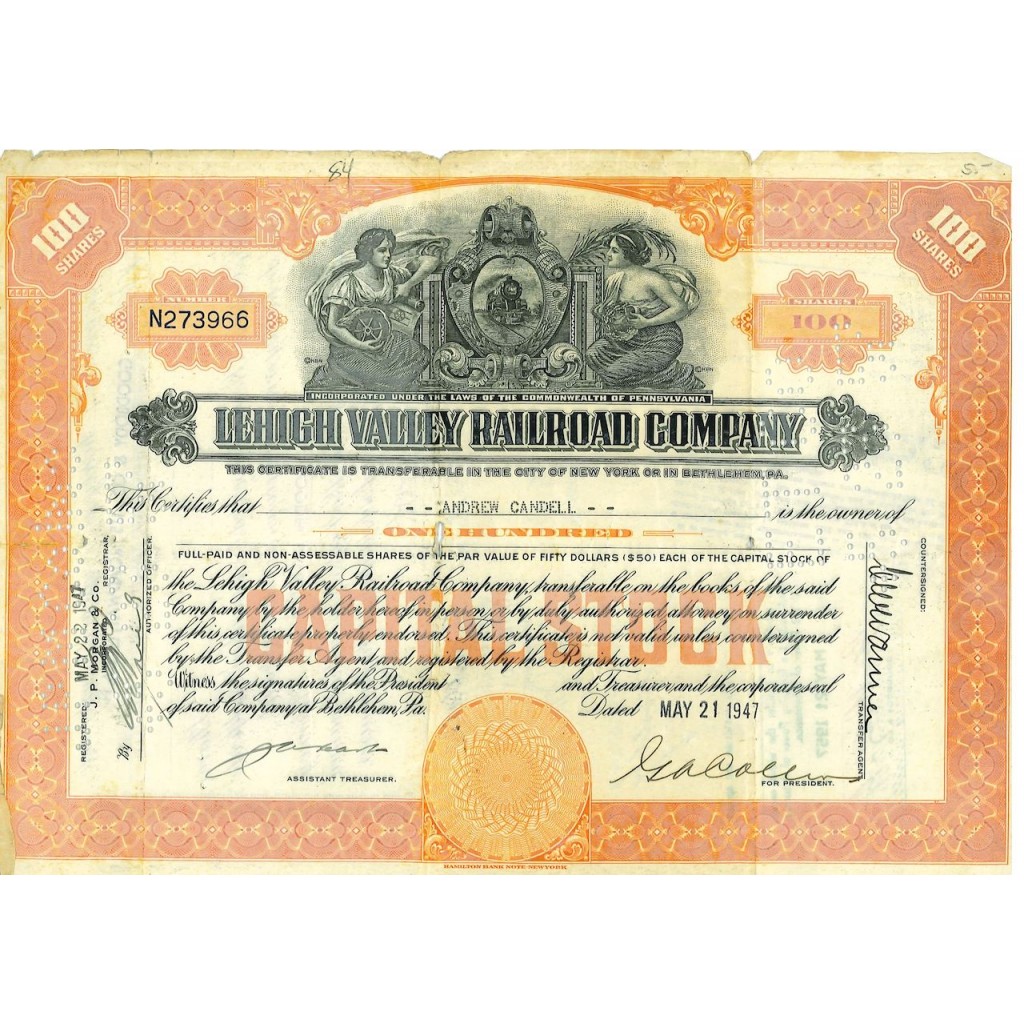 84
5-
100
SHARES
100
SHARES
NUMBER
N273966
SHARES
100
INCORPORATED UNDER THE LAWS OF THE COMMONWEALTH OF PENNSYLVANIA
LEHIGH VALLEY RAILROAD COMPANY
THIS CERTIFICATE IS TRANSFERABLE IN THE CITY OF NEW YORK OR IN BETHLEHEM, PA.
This Certifies that -- ANDREW CANDELL -- is the owner of
ONE HUNDRED
FULL-PAID AND NON-ASSESSABLE SHARES OF THE PAR VALUE OF FIFTY DOLLARS ($50) EACH OF THE CAPITAL STOCK OF
the Lehigh Valley Railroad Company, transferable on the books of the said
Company by the holder hereof in person or by duly authorised attorney on surrender
of this certificate properly endorsed. This certificate is not valid unless countersigned
by the Transfer Agent and registered by the Registrar.
Witness the signatures of the President and Treasurer and the corporate seal
of said Company at Bethlehem, Pa. Dated MAY 21 1947
CAPITAL STOCK
ASSISTANT TREASURER.
FOR PRESIDENT.
REGISTERED: MAY 22 1947
J. P. MORGAN & CO.
INCORPORATED
REGISTRAR,
By
AUTHORIZED OFFICER.
COUNTERSIGNED:
TRANSFER AGENT
HAMILTON BANK NOTE NEW YORK